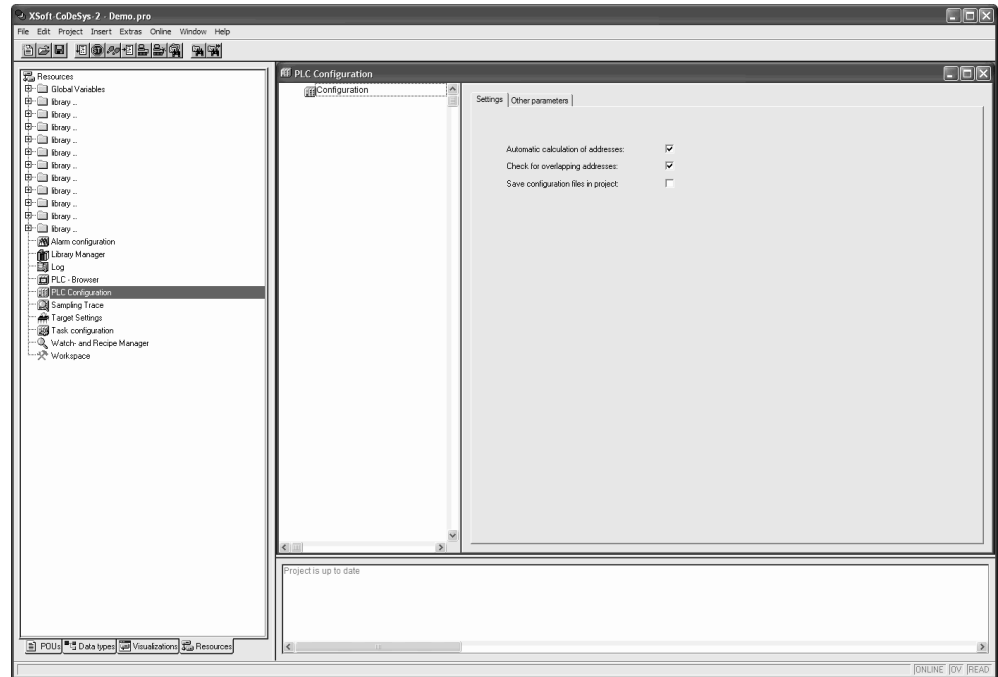 XSoft-CoDeSys-2 - Demo.pro
File Edit Project Insert Extras Online Window Help
Resources
Global Variables
library ..
library ..
library ..
library ..
library ..
library ..
library ..
library ..
library ..
library ..
library ..
Alarm configuration
Library Manager
Log
PLC - Browser
PLC Configuration
Sampling Trace
Target Settings
Task configuration
Watch- and Recipe Manager
Workspace
POUs Data types Visualizations Resources
PLC Configuration
Configuration
Settings Other parameters
Automatic calculation of addresses:
Check for overlapping addresses:
Save configuration files in project:
Project is up to date
ONLINE OV READ